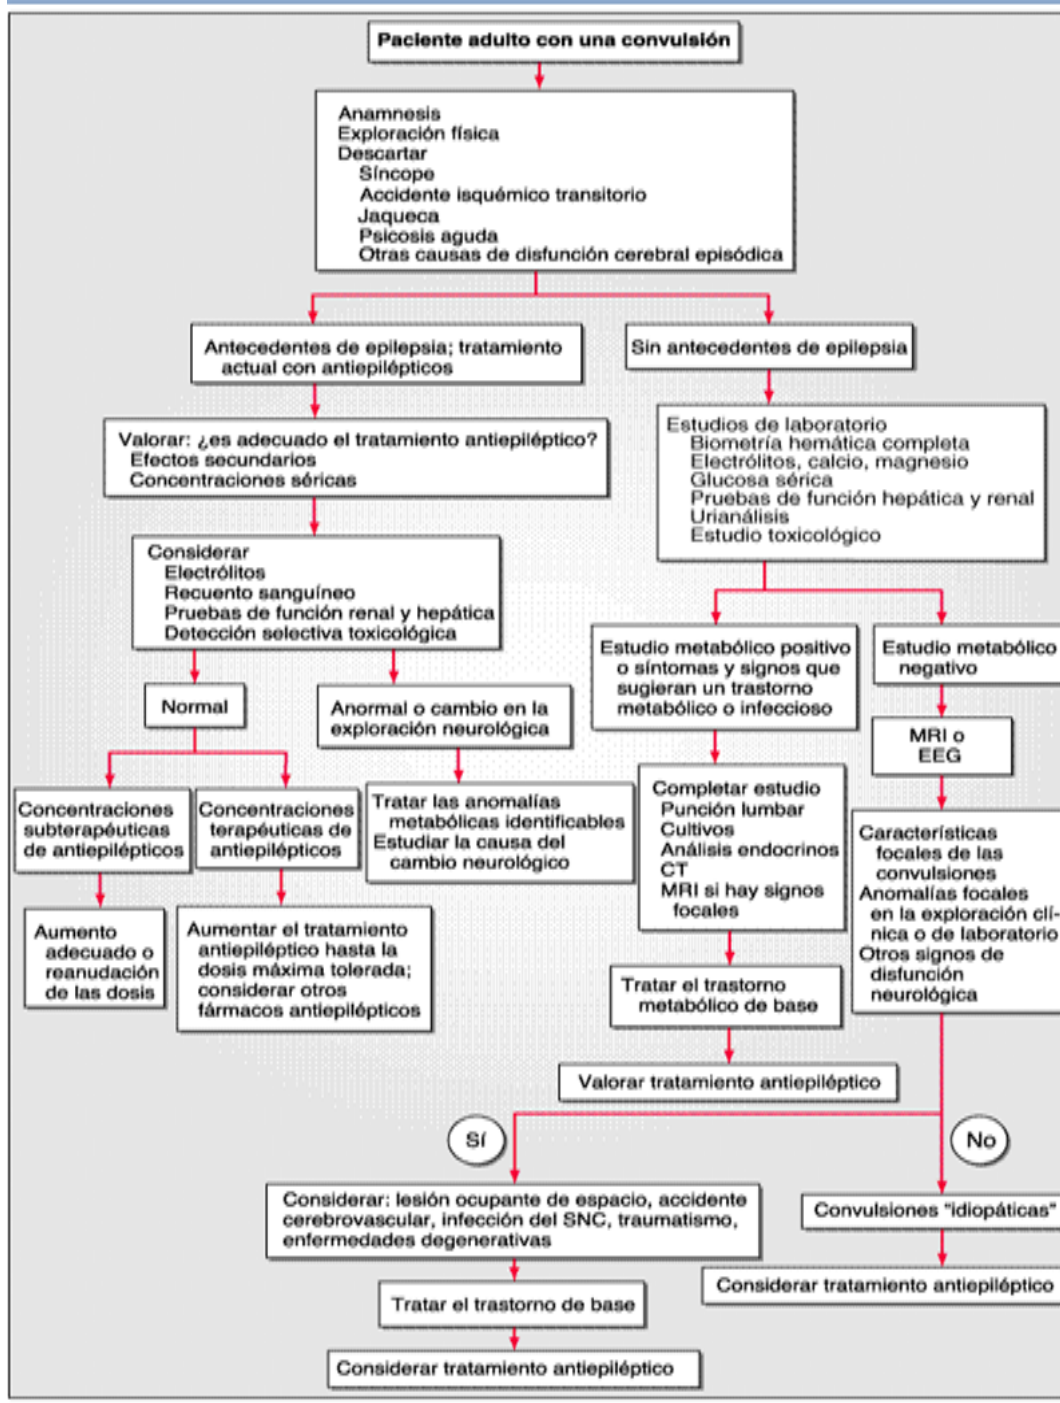 Paciente adulto con una convulsión
Anamnesis
Exploración física
Descartar
Síncope
Accidente isquémico transitorio
Jaqueca
Psicosis aguda
Otras causas de disfunción cerebral episódica
Antecedentes de epilepsia; tratamiento
actual con antiepilépticos
Sin antecedentes de epilepsia
Valorar: ¿es adecuado el tratamiento antiepiléptico?
Efectos secundarios
Concentraciones séricas
Estudios de laboratorio
Biometría hemática completa
Electrólitos, calcio, magnesio
Glucosa sérica
Pruebas de función hepática y renal
Urianálisis
Estudio toxicológico
Considerar
Electrólitos
Recuento sanguíneo
Pruebas de función renal y hepática
Detección selectiva toxicológica
Normal
Anormal o cambio en la
exploración neurológica
Estudio metabólico positivo
o síntomas y signos que
sugieran un trastorno
metabólico o infeccioso
Estudio metabólico
negativo
MRI o
EEG
Concentraciones
subterapéuticas
de antiepilépticos
Concentraciones
terapéuticas de
antiepilépticos
Tratar las anomalías
metabólicas identificables
Estudiar la causa del
cambio neurológico
Completar estudio
Punción lumbar
Cultivos
Análisis endocrinos
CT
MRI si hay signos
focales
Características
focales de las
convulsiones
Anomalías focales
en la exploración clí-
nica o de laboratorio
Otros signos de
disfunción
neurológica
Aumento
adecuado o
reanudación
de las dosis
Aumentar el tratamiento
antiepiléptico hasta la
dosis máxima tolerada;
considerar otros
fármacos antiepilépticos
Tratar el trastorno
metabólico de base
Valorar tratamiento antiepiléptico
Sí
No
Considerar: lesión ocupante de espacio, accidente
cerebrovascular, infección del SNC, traumatismo,
enfermedades degenerativas
Convulsiones "idiopáticas"
Tratar el trastorno de base
Considerar tratamiento antiepiléptico
Considerar tratamiento antiepiléptico